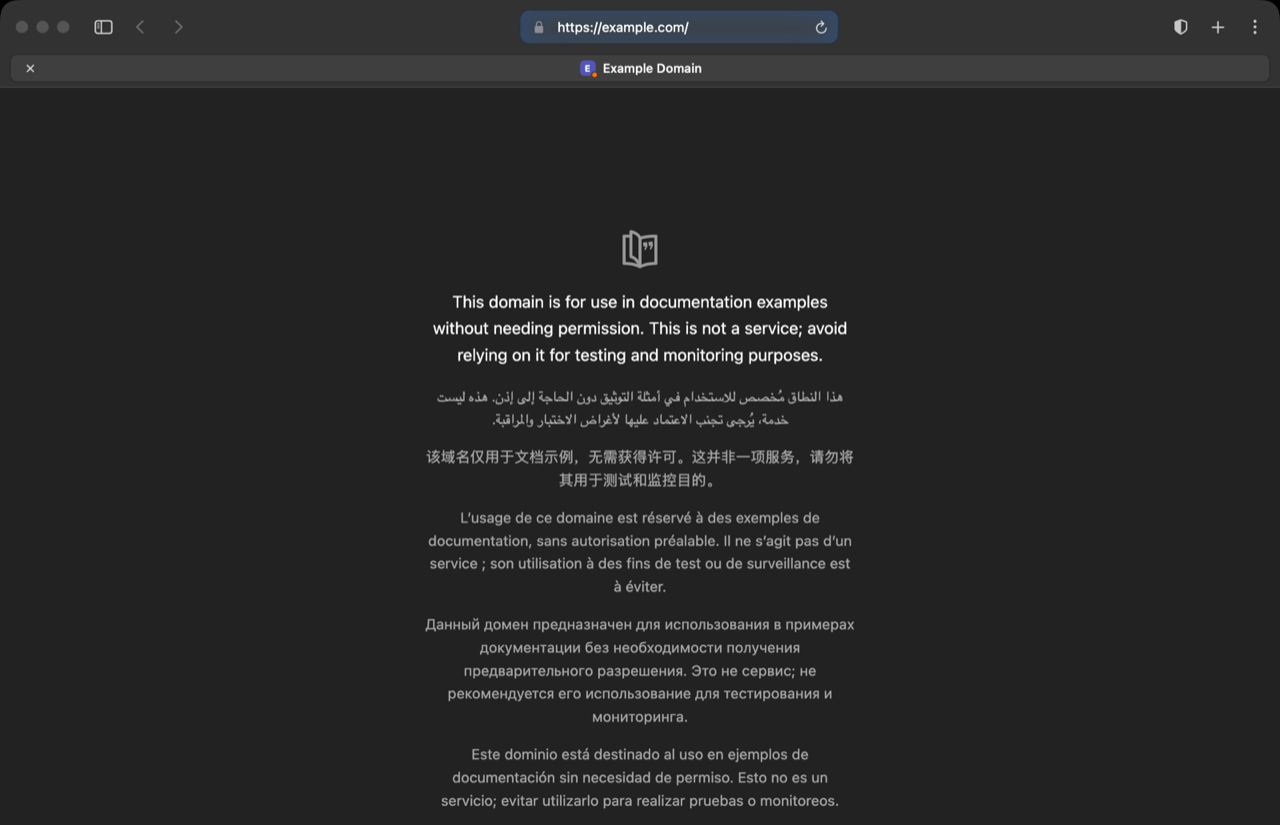 https://example.com/
E Example Domain
This domain is for use in documentation examples
without needing permission. This is not a service; avoid
relying on it for testing and monitoring purposes.
هذا النطاق مُخصص للاستخدام في أمثلة التوثيق دون الحاجة إلى إذن. هذه ليست
خدمة، يُرجى تجنب الاعتماد عليها لأغراض الاختبار والمراقبة.
该域名仅用于文档示例，无需获得许可。这并非一项服务，请勿将
其用于测试和监控目的。
L’usage de ce domaine est réservé à des exemples de
documentation, sans autorisation préalable. Il ne s’agit pas d’un
service ; son utilisation à des fins de test ou de surveillance est
à éviter.
Данный домен предназначен для использования в примерах
документации без необходимости получения
предварительного разрешения. Это не сервис; не
рекомендуется его использование для тестирования и
мониторинга.
Este dominio está destinado al uso en ejemplos de
documentación sin necesidad de permiso. Esto no es un
servicio; evitar utilizarlo para realizar pruebas o monitoreos.